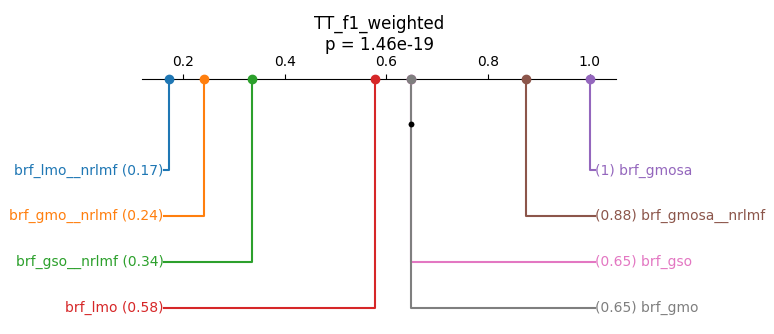 TT_f1_weighted
p = 1.46e-19
0.2 0.4 0.6 0.8 1.0
brf_lmo__nrlmf (0.17) (1) brf_gmosa
brf_gmo__nrlmf (0.24) (0.88) brf_gmosa__nrlmf
brf_gso__nrlmf (0.34) (0.65) brf_gso
brf_lmo (0.58) (0.65) brf_gmo